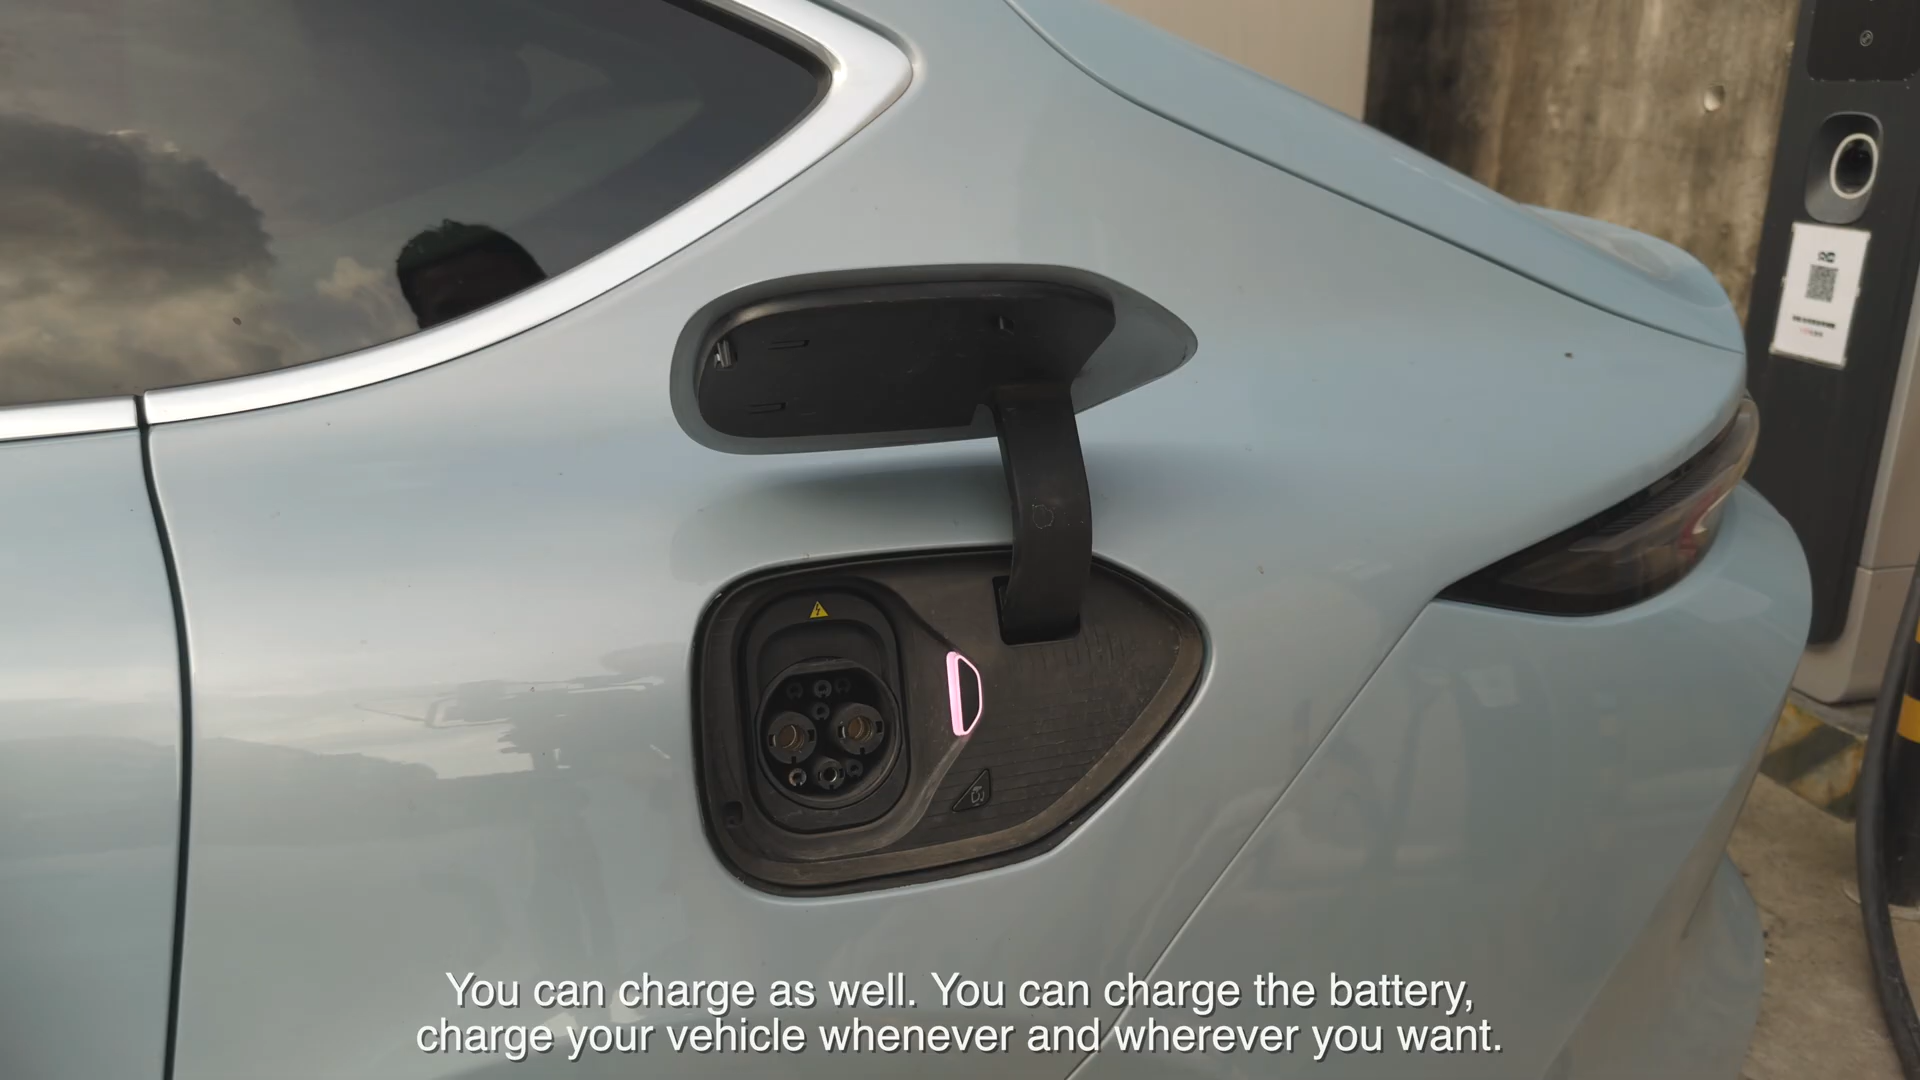 You can charge as well. You can charge the battery,
charge your vehicle whenever and wherever you want.